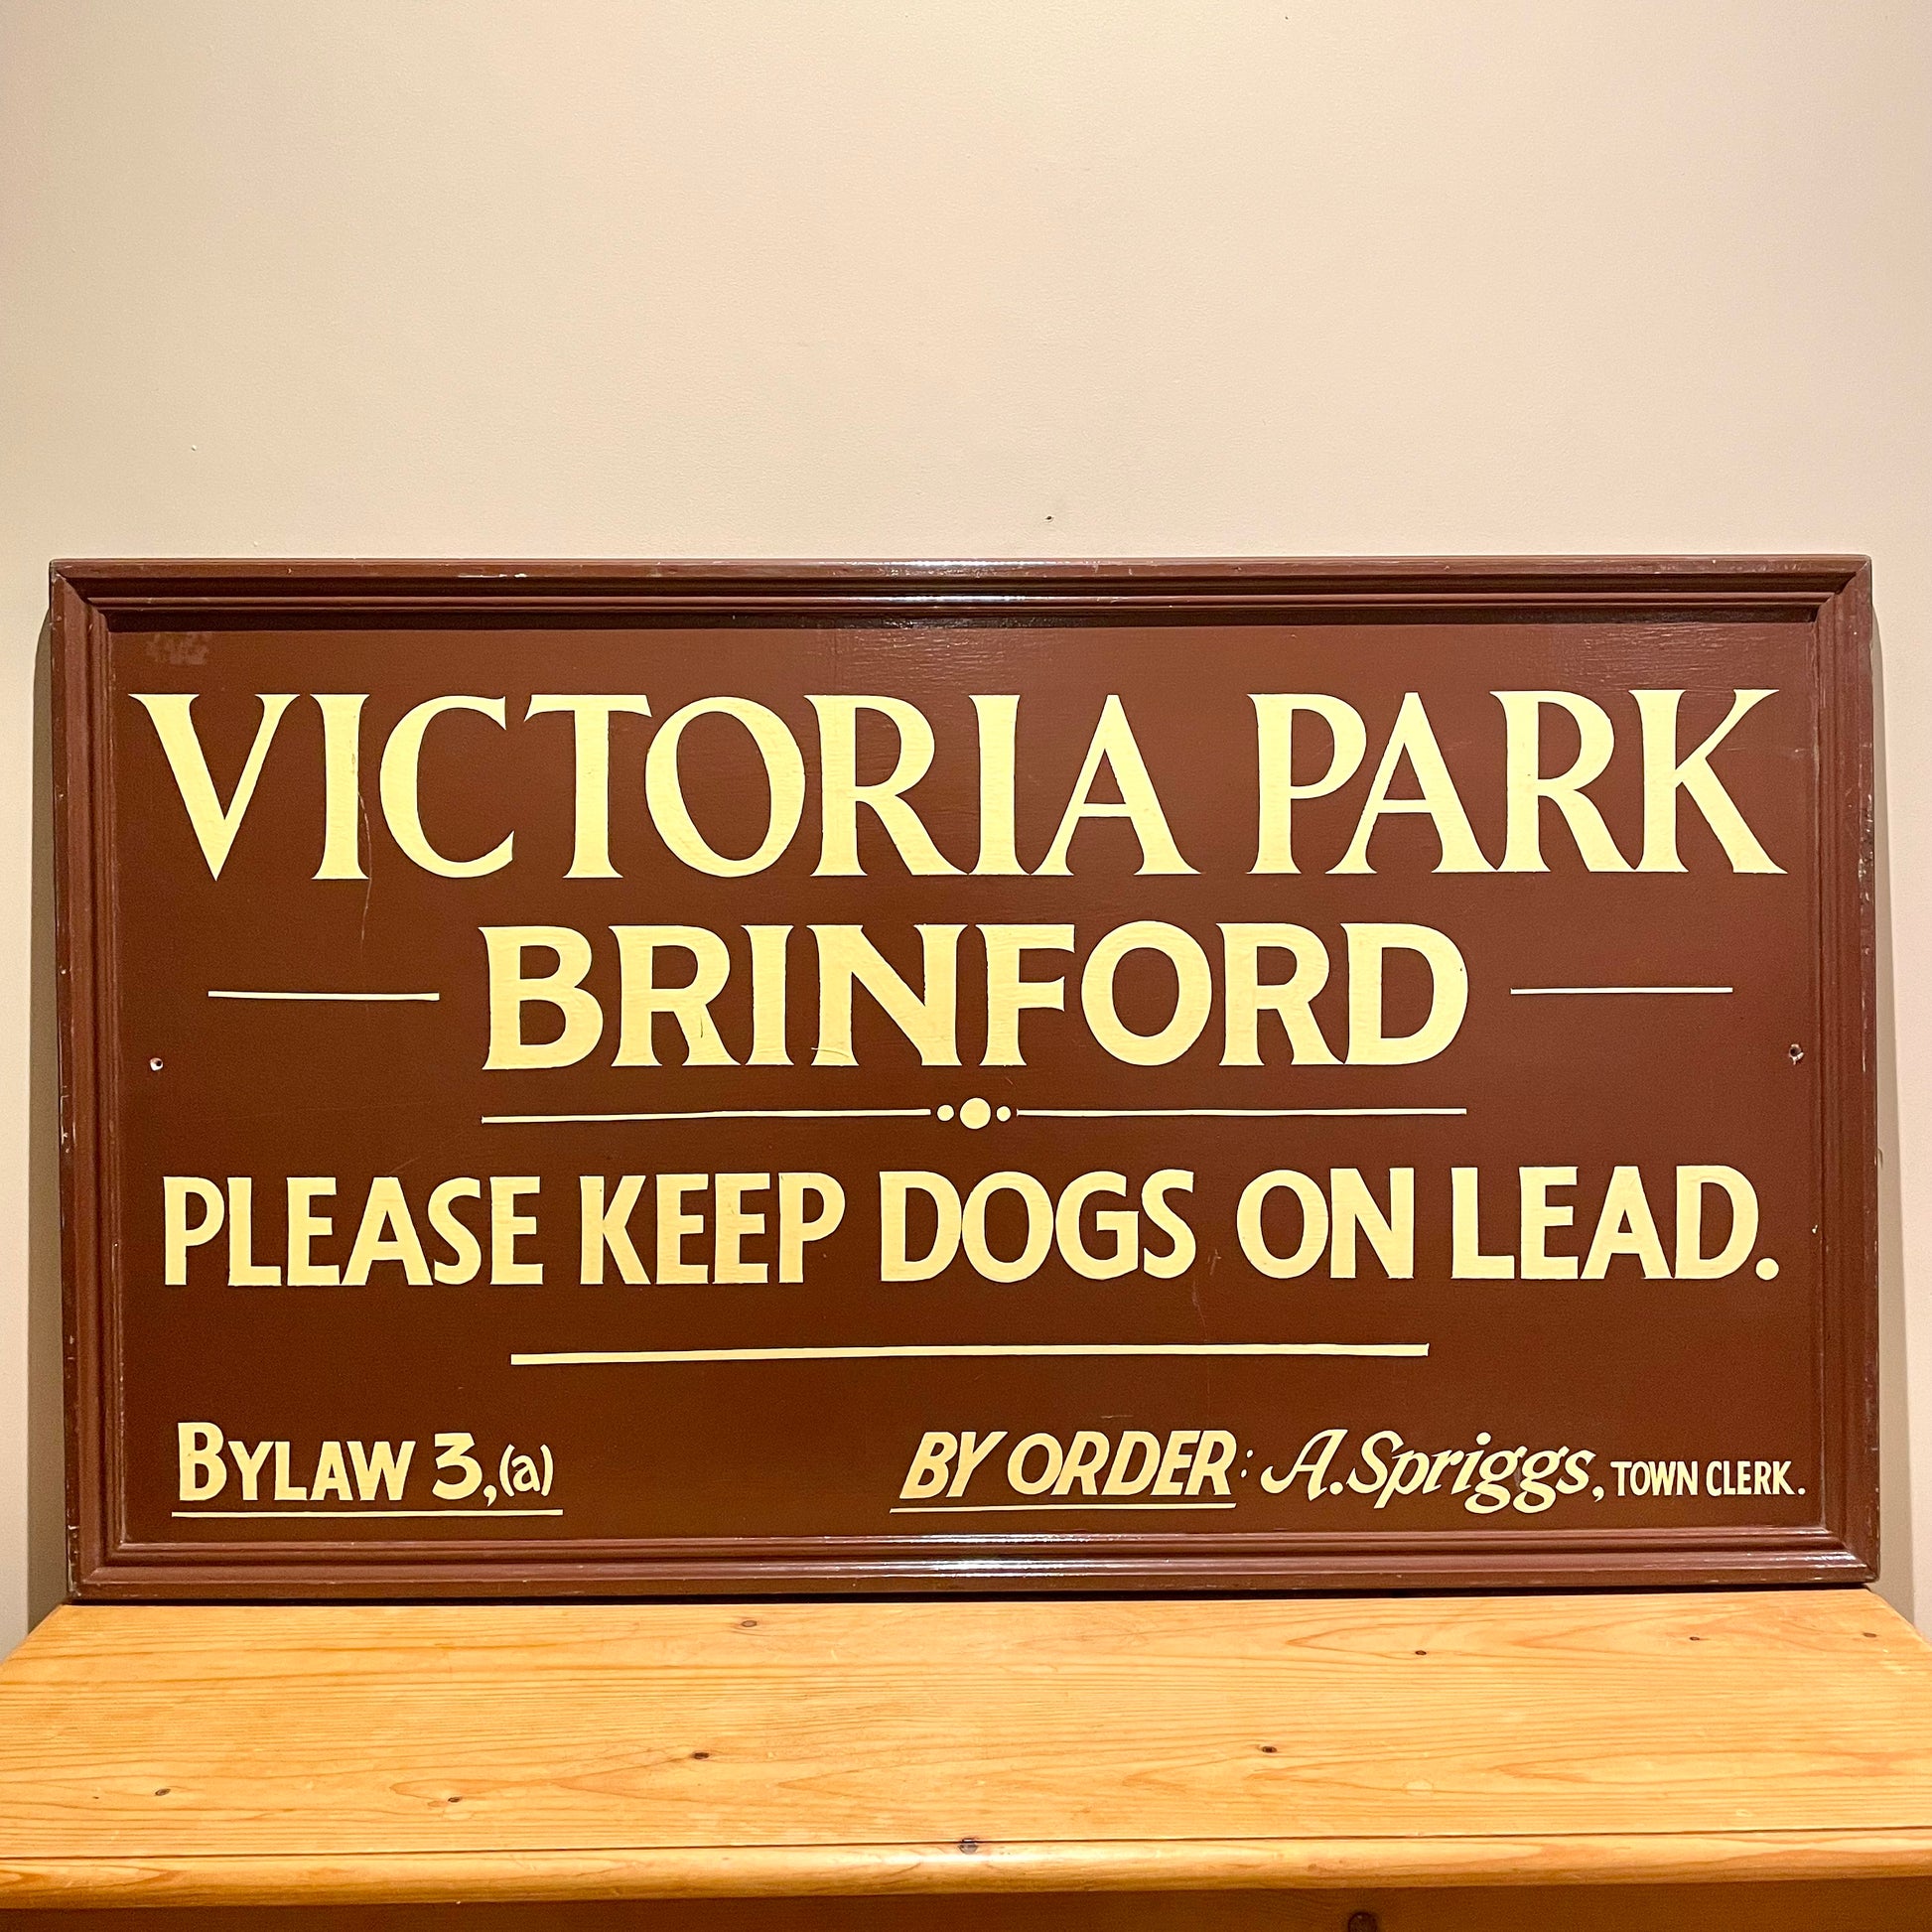 VICTORIA PARK
BRINFORD
PLEASE KEEP DOGS ON LEAD.
BYLAW 3,(a)
BY ORDER: A.Spriggs, TOWN CLERK.